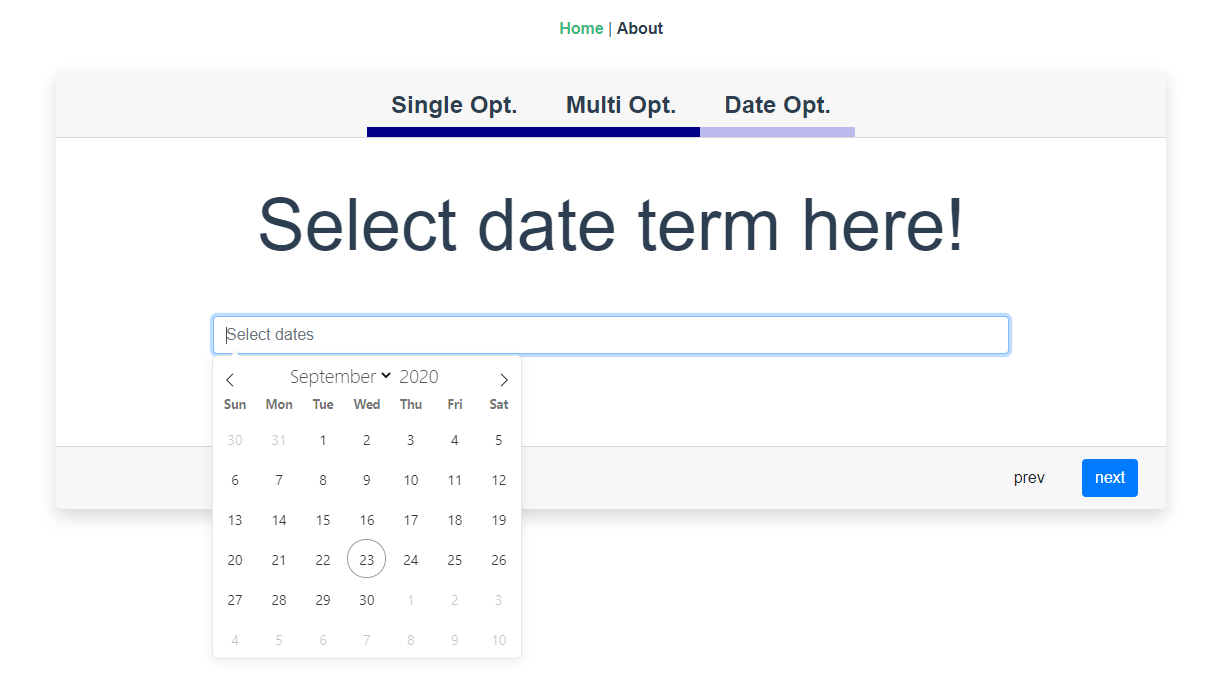 Home | About
Single Opt. Multi Opt. Date Opt.
Select date term here!
Select dates
September 2020
Sun Mon Tue Wed Thu Fri Sat
30 31 1 2 3 4 5
6 7 8 9 10 11 12
13 14 15 16 17 18 19
20 21 22 23 24 25 26
27 28 29 30 1 2 3
4 5 6 7 8 9 10
prev next